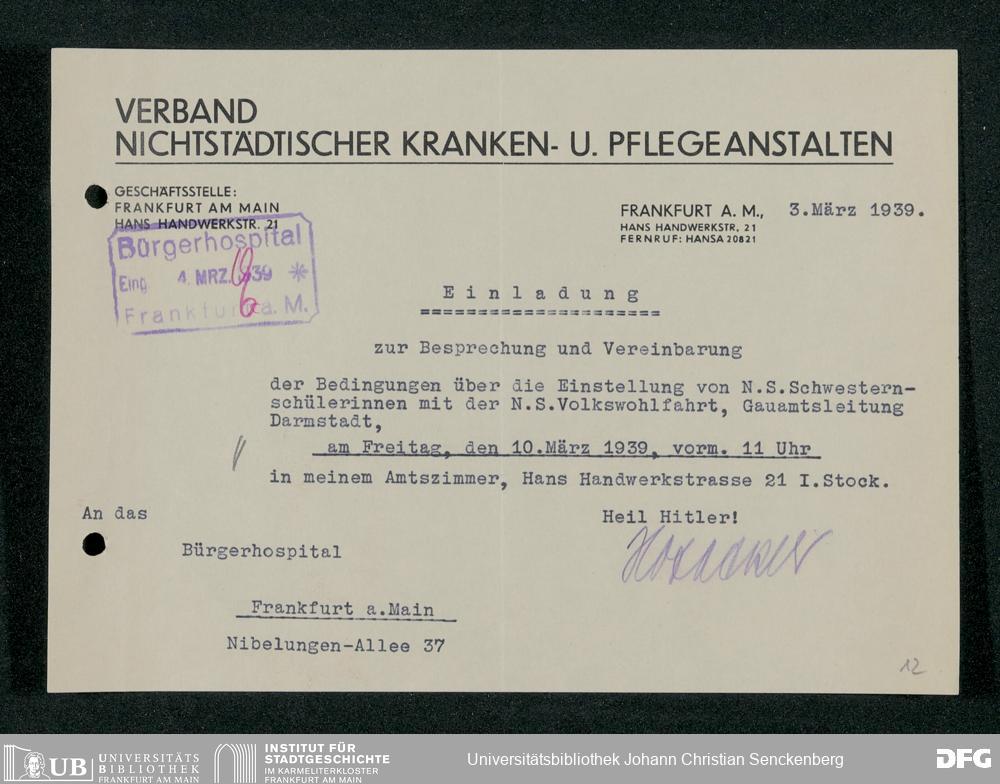 VERBAND
NICHTSTÄDTISCHER KRANKEN- U. PFLEGEANSTALTEN
GESCHÄFTSSTELLE:
FRANKFURT AM MAIN
HANS HANDWERKSTR. 21
FRANKFURT A. M., 3.März 1939.
HANS HANDWERKSTR. 21
FERNRUF: HANSA 20821
Bürgerhospital
Eing. 4. MRZ. 1939 *
Frankfurt a. M.
Einladung
====================
zur Besprechung und Vereinbarung
der Bedingungen über die Einstellung von N.S.Schwestern-
schülerinnen mit der N.S.Volkswohlfahrt, Gauamtsleitung
Darmstadt,
am Freitag, den 10.März 1939, vorm. 11 Uhr
in meinem Amtszimmer, Hans Handwerkstrasse 21 I.Stock.
An das
Heil Hitler!
Bürgerhospital
Frankfurt a.Main
Nibelungen-Allee 37
12
UB UNIVERSITÄTS
BIBLIOTHEK
FRANKFURT AM MAIN
INSTITUT FÜR
STADTGESCHICHTE
IM KARMELITERKLOSTER
FRANKFURT AM MAIN
Universitätsbibliothek Johann Christian Senckenberg
DFG